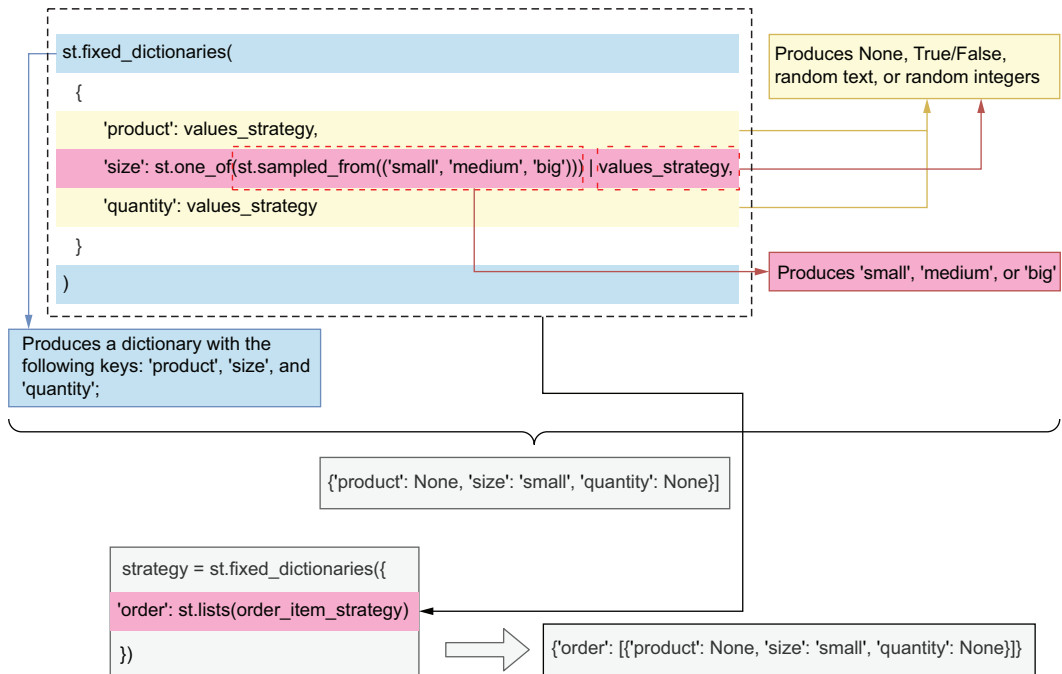 st.fixed_dictionaries(
{
'product': values_strategy,
'size': st.one_of(st.sampled_from(('small', 'medium', 'big'))) | values_strategy,
'quantity': values_strategy
}
)
Produces None, True/False,
random text, or random integers
Produces 'small', 'medium', or 'big'
Produces a dictionary with the
following keys: 'product', 'size', and
'quantity';
{'product': None, 'size': 'small', 'quantity': None}]
strategy = st.fixed_dictionaries({
'order': st.lists(order_item_strategy)
})
{'order': [{'product': None, 'size': 'small', 'quantity': None}]}